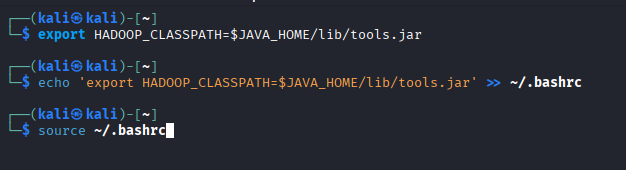 ┌──(kali㉿kali)-[~]
└─$ export HADOOP_CLASSPATH=$JAVA_HOME/lib/tools.jar
┌──(kali㉿kali)-[~]
└─$ echo 'export HADOOP_CLASSPATH=$JAVA_HOME/lib/tools.jar' >> ~/.bashrc
┌──(kali㉿kali)-[~]
└─$ source ~/.bashrc